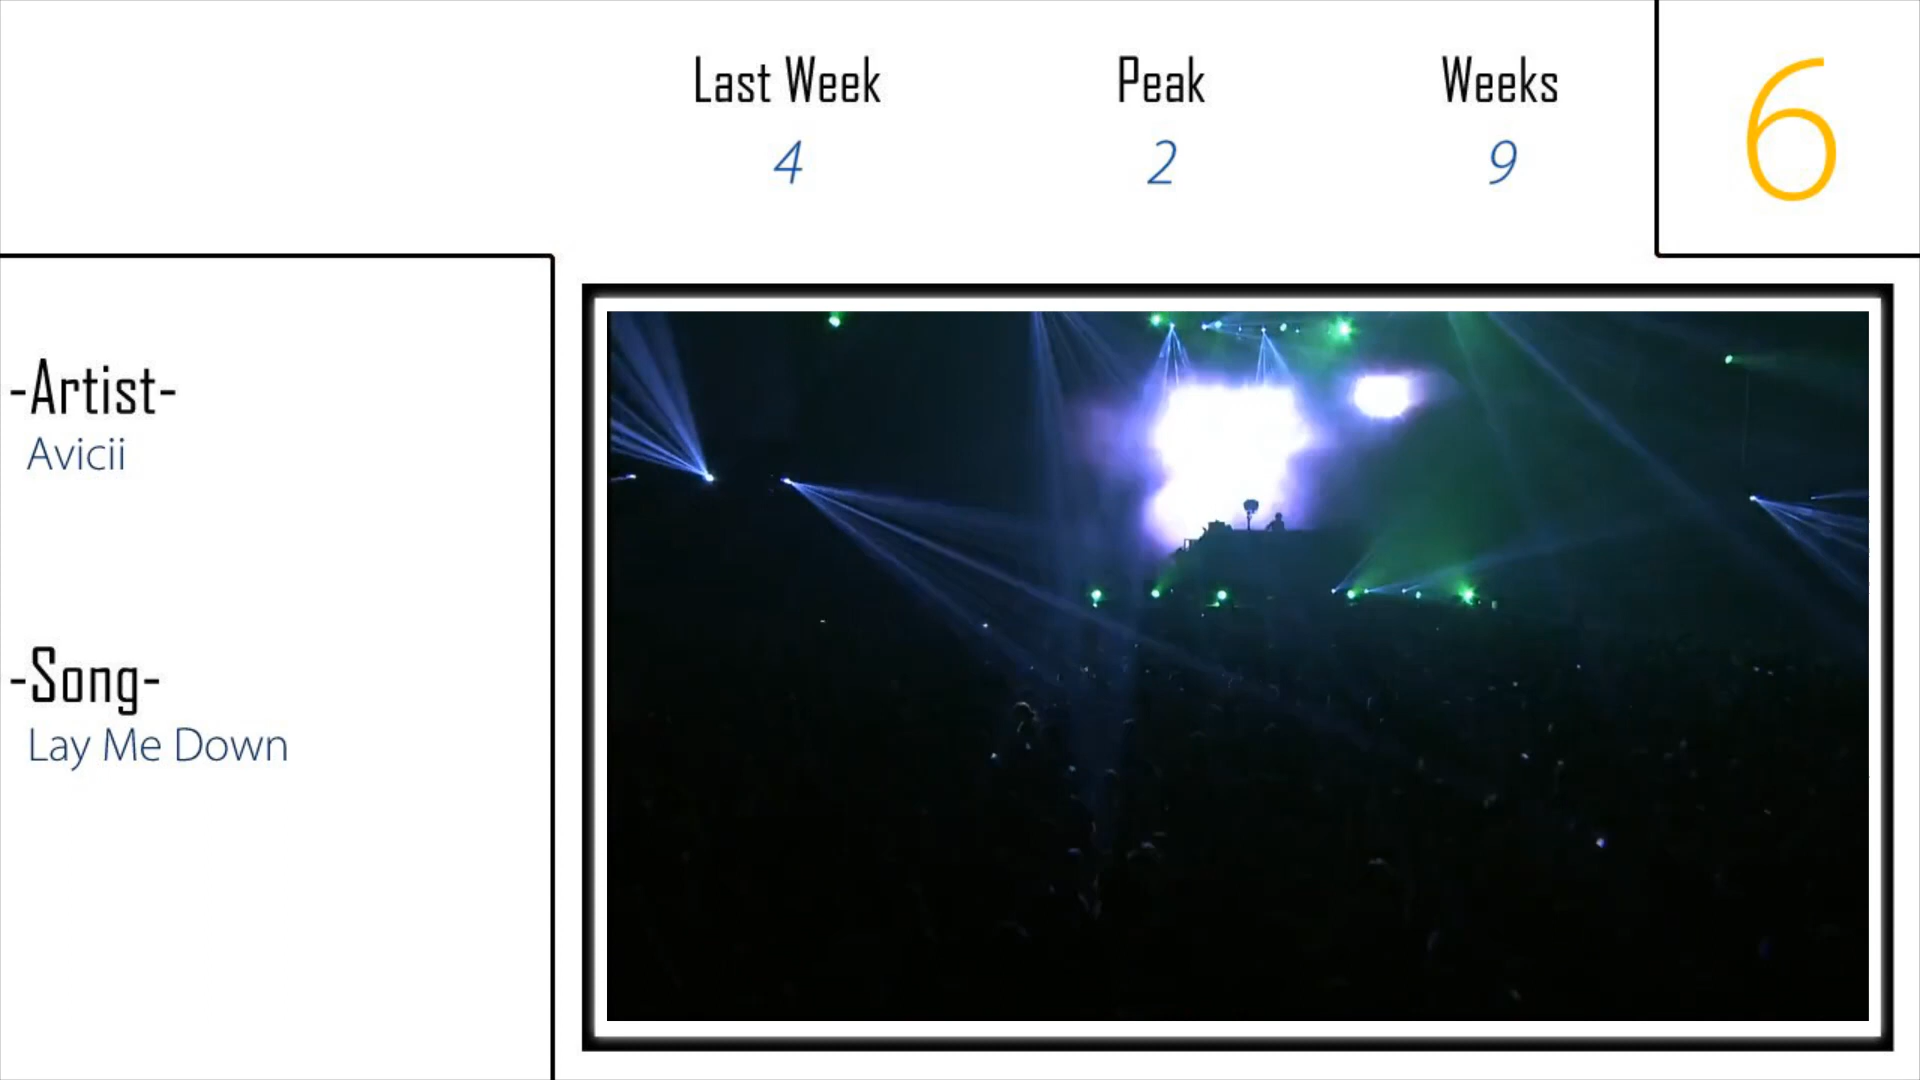 Last Week
Peak
Weeks
4
2
9
6
-Artist-
Avicii
-Song-
Lay Me Down